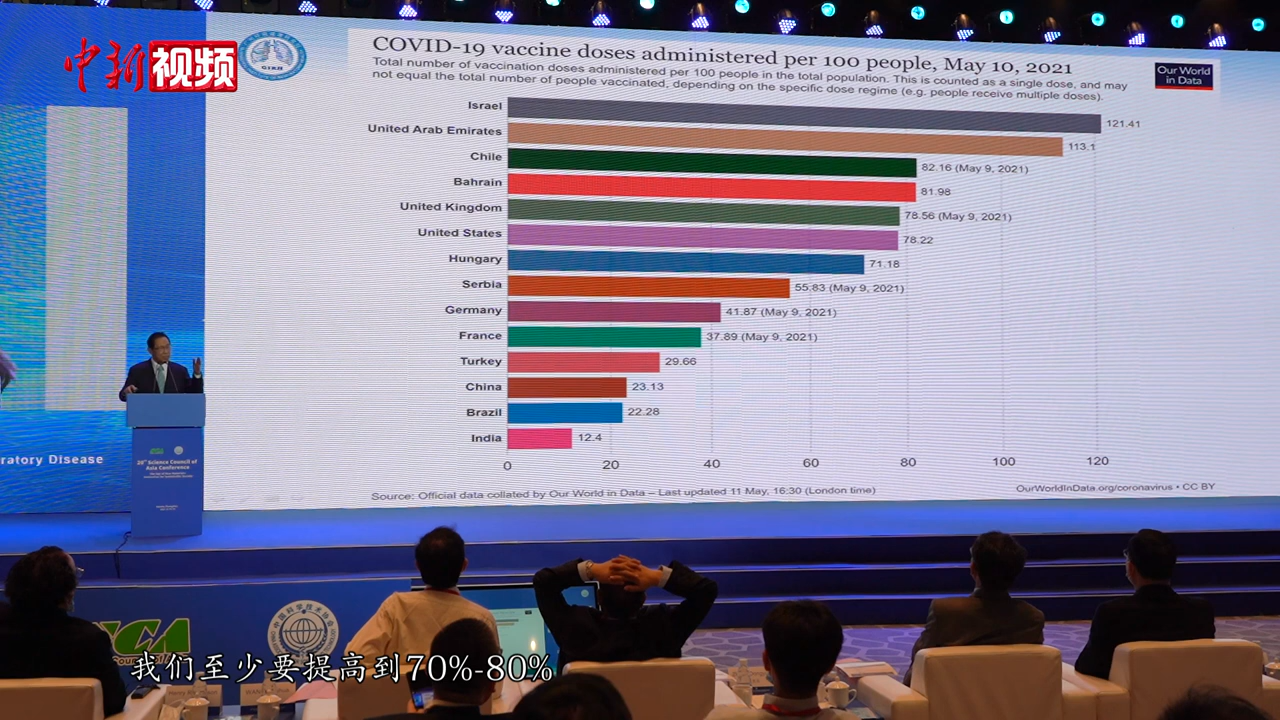 中新视频
GIRH
COVID-19 vaccine doses administered per 100 people, May 10, 2021
Total number of vaccination doses administered per 100 people in the total population. This is counted as a single dose, and may
not equal the total number of people vaccinated, depending on the specific dose regime (e.g. people receive multiple doses).
Our World
in Data
Israel 121.41
United Arab Emirates 113.1
Chile 82.16 (May 9, 2021)
Bahrain 81.98
United Kingdom 78.56 (May 9, 2021)
United States 78.22
Hungary 71.18
Serbia 55.83 (May 9, 2021)
Germany 41.87 (May 9, 2021)
France 37.89 (May 9, 2021)
Turkey 29.66
China 23.13
Brazil 22.28
India 12.4
0 20 40 60 80 100 120
Source: Official data collated by Our World in Data – Last updated 11 May, 16:30 (London time)
OurWorldInData.org/coronavirus • CC BY
ratory Disease
Science Council of
Asia Conference
我们至少要提高到70%-80%